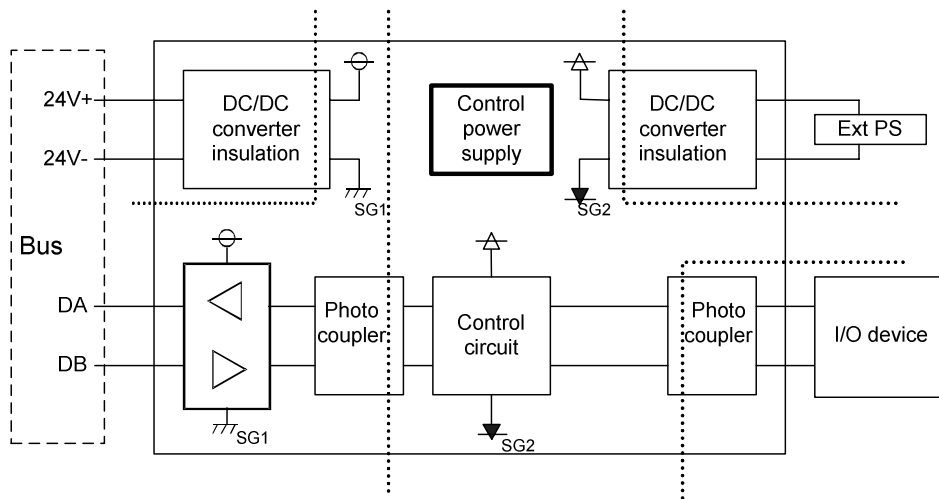 24V+
24V-
DC/DC
converter
insulation
SG1
Control
power
supply
DC/DC
converter
insulation
SG2
Ext PS
Bus
DA
DB
SG1
Photo
coupler
Control
circuit
SG2
Photo
coupler
I/O device